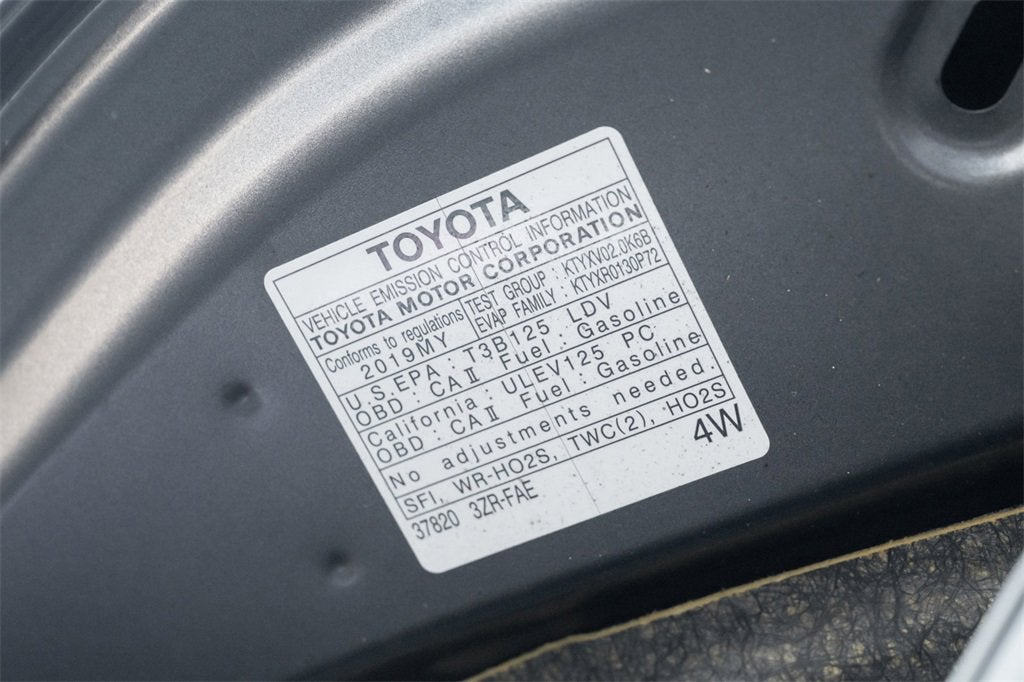 TOYOTA
VEHICLE EMISSION CONTROL INFORMATION
TOYOTA MOTOR CORPORATION
Conforms to regulations
2019MY
TEST GROUP : KTYXV02.0K6B
EVAP FAMILY : KTYXR0130P72
U.S.EPA : T3B125 LDV
OBD : CAⅡ Fuel : Gasoline
California : ULEV125 PC
OBD : CAⅡ Fuel : Gasoline
No adjustments needed.
SFI, WR-HO2S, TWC(2), HO2S
37820 3ZR-FAE
4W